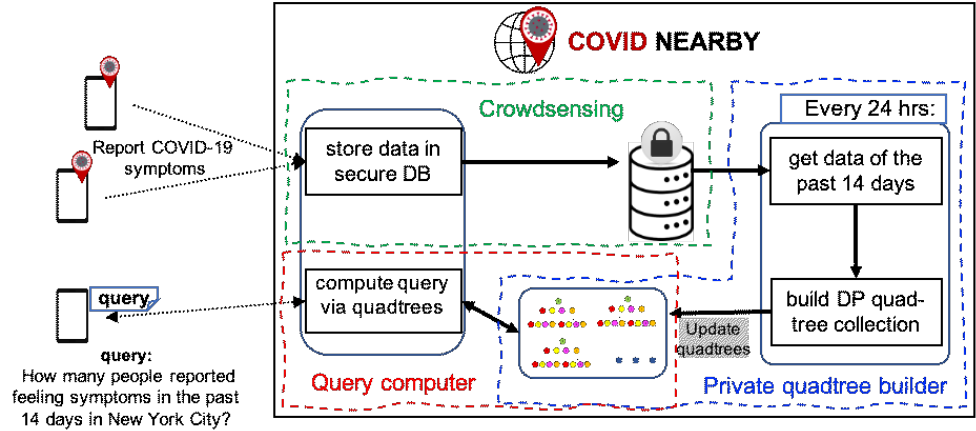 COVID NEARBY
Crowdsensing
Every 24 hrs:
Report COVID-19
symptoms
store data in
secure DB
get data of the
past 14 days
query
compute query
via quadtrees
build DP quad-
tree collection
Update
quadtrees
query:
How many people reported
feeling symptoms in the past
14 days in New York City?
Query computer
Private quadtree builder